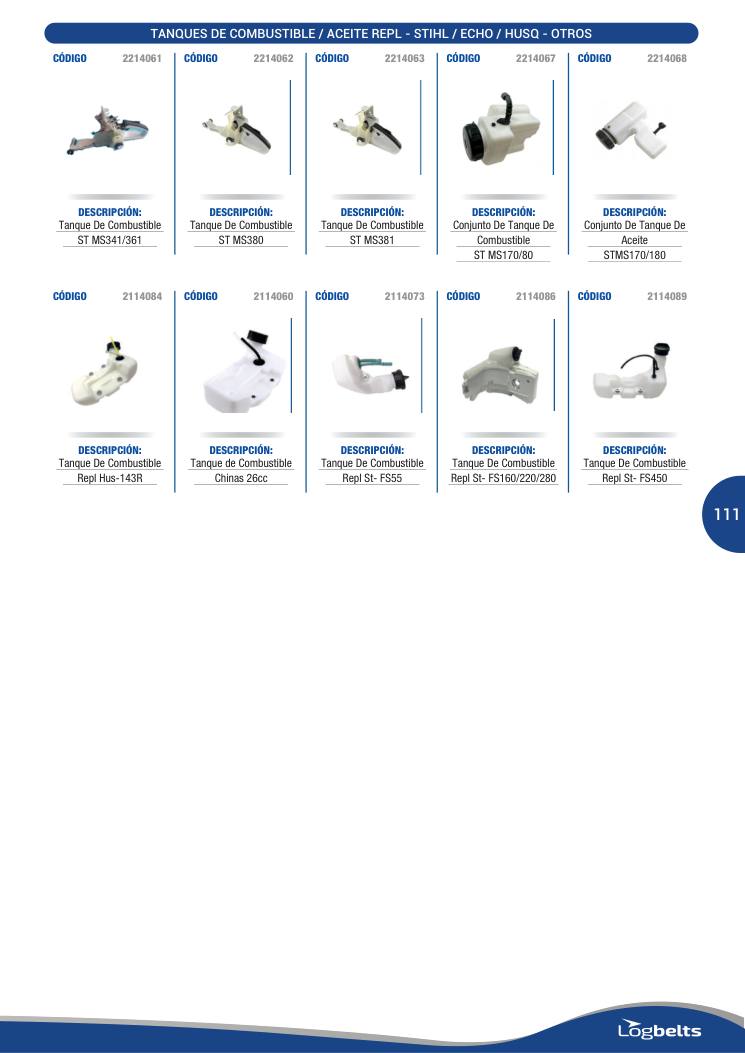 TANQUES DE COMBUSTIBLE / ACEITE REPL - STIHL / ECHO / HUSQ - OTROS
CÓDIGO 2214061
DESCRIPCIÓN:
Tanque De Combustible
ST MS341/361
CÓDIGO 2214062
DESCRIPCIÓN:
Tanque De Combustible
ST MS380
CÓDIGO 2214063
DESCRIPCIÓN:
Tanque De Combustible
ST MS381
CÓDIGO 2214067
DESCRIPCIÓN:
Conjunto De Tanque De
Combustible
ST MS170/80
CÓDIGO 2214068
DESCRIPCIÓN:
Conjunto De Tanque De
Aceite
STMS170/180
CÓDIGO 2114084
DESCRIPCIÓN:
Tanque De Combustible
Repl Hus-143R
CÓDIGO 2114060
DESCRIPCIÓN:
Tanque de Combustible
Chinas 26cc
CÓDIGO 2114073
DESCRIPCIÓN:
Tanque De Combustible
Repl St- FS55
CÓDIGO 2114086
DESCRIPCIÓN:
Tanque De Combustible
Repl St- FS160/220/280
CÓDIGO 2114089
DESCRIPCIÓN:
Tanque De Combustible
Repl St- FS450
111
Logbelts